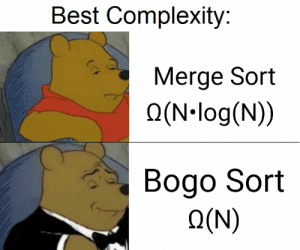 Best Complexity:
Merge Sort
Ω(N•log(N))
Bogo Sort
Ω(N)